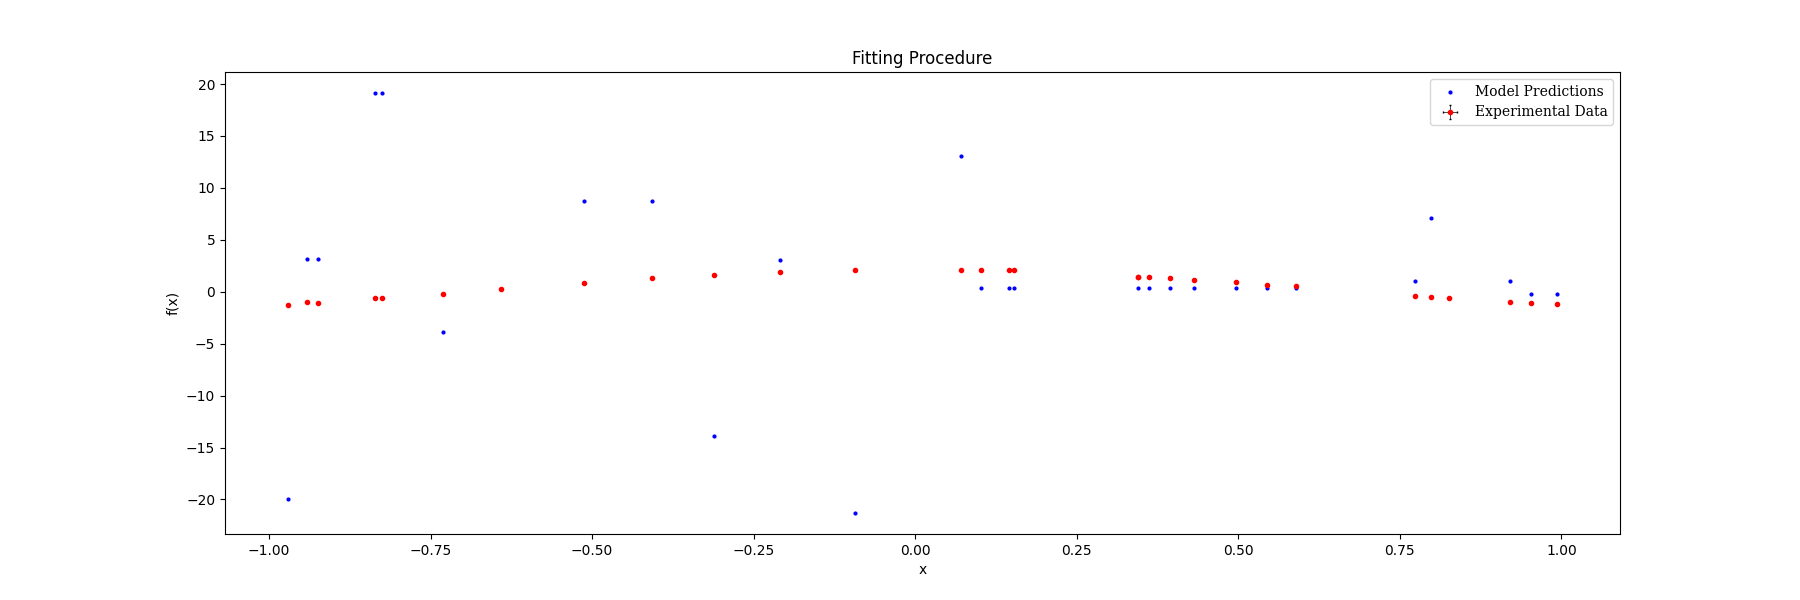 Fitting Procedure
Model Predictions
Experimental Data
20
15
10
5
0
−5
−10
−15
−20
f(x)
−1.00 −0.75 −0.50 −0.25 0.00 0.25 0.50 0.75 1.00
x